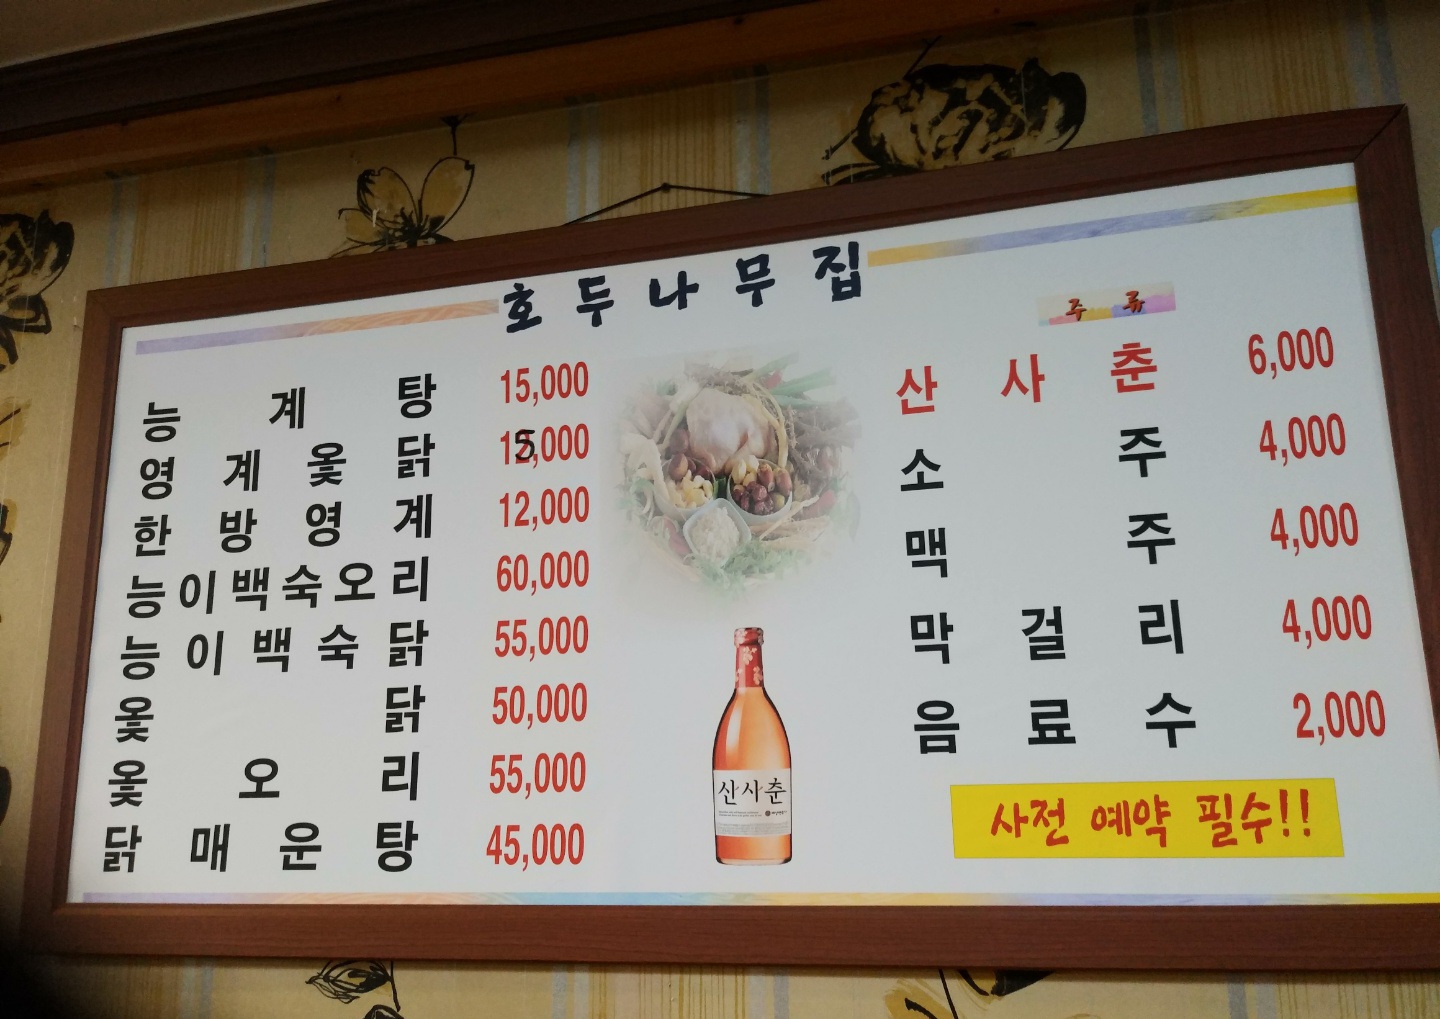 호두나무집
능계탕 15,000
영계옻닭 15,000
한방영계 12,000
능이백숙오리 60,000
능이백숙닭 55,000
옻닭 50,000
옻오리 55,000
닭매운탕 45,000
주류
산사춘 6,000
소주 4,000
맥주 4,000
막걸리 4,000
음료수 2,000
사전 예약 필수!!
산사춘